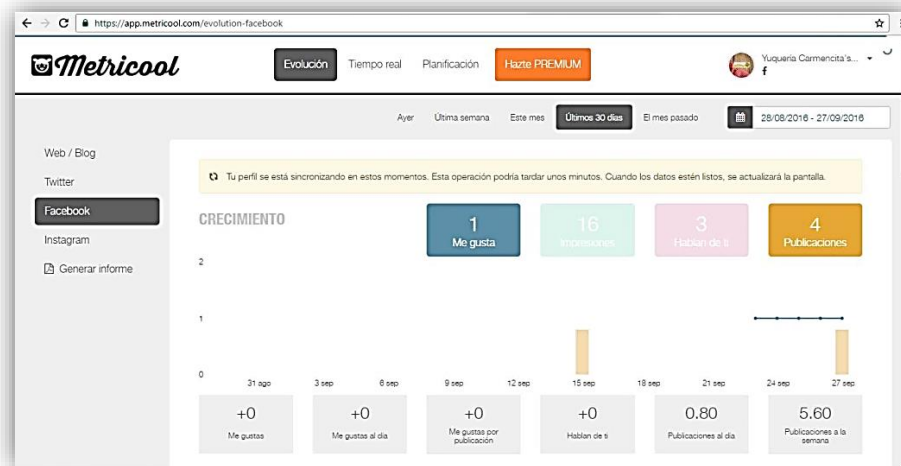 https://app.metricool.com/evolution-facebook
Metricool
Evolución Tiempo real Planificación Hazte PREMIUM Yuqueria Carmencita's...
f
Ayer Última semana Este mes Últimos 30 días El mes pasado 28/08/2016 - 27/09/2016
Web / Blog
Twitter
Facebook
Instagram
Generar informe
Tu perfil se está sincronizando en estos momentos. Esta operación podría tardar unos minutos. Cuando los datos estén listos, se actualizará la pantalla.
CRECIMIENTO
1 16 3 4
Me gusta Impresiones Hablan de ti Publicaciones
2
1
0
31 ago 3 sep 6 sep 9 sep 12 sep 15 sep 18 sep 21 sep 24 sep 27 sep
+0 +0 +0 +0 0.80 5.60
Me gustas Me gustas al día Me gustas por publicación Hablan de ti Publicaciones al día Publicaciones a la semana